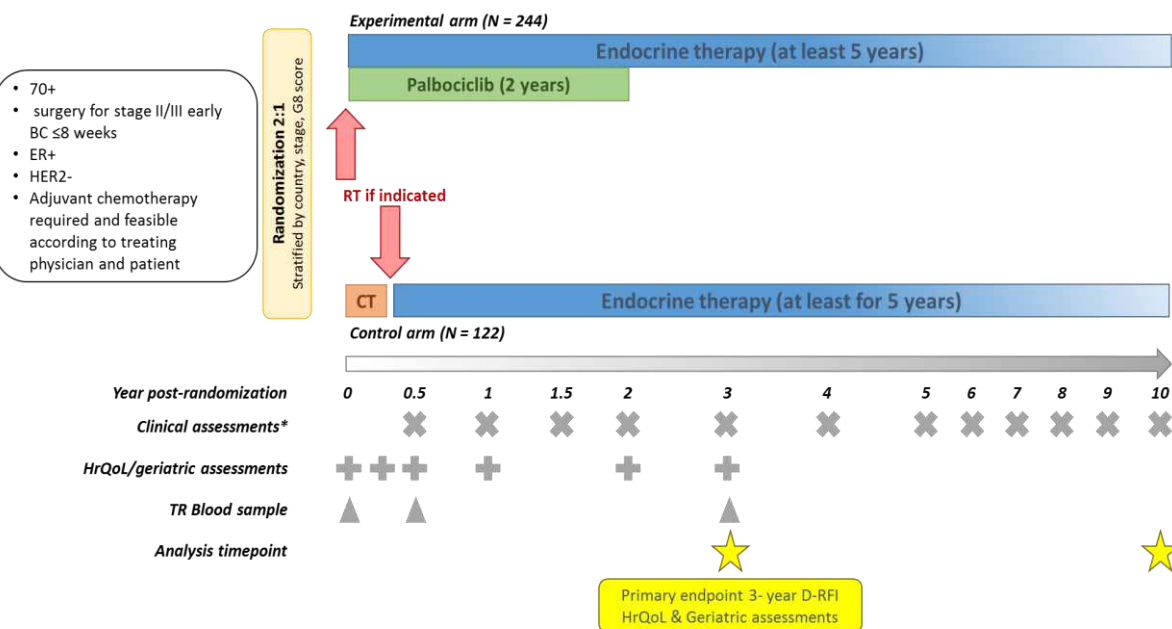 Experimental arm (N = 244)
Endocrine therapy (at least 5 years)
Palbociclib (2 years)
• 70+
• surgery for stage II/III early
BC ≤8 weeks
• ER+
• HER2-
• Adjuvant chemotherapy
required and feasible
according to treating
physician and patient
Randomization 2:1
Stratified by country, stage, G8 score
RT if indicated
CT
Endocrine therapy (at least for 5 years)
Control arm (N = 122)
Year post-randomization 0 0.5 1 1.5 2 3 4 5 6 7 8 9 10
Clinical assessments*
HrQoL/geriatric assessments
TR Blood sample
Analysis timepoint
Primary endpoint 3- year D-RFI
HrQoL & Geriatric assessments